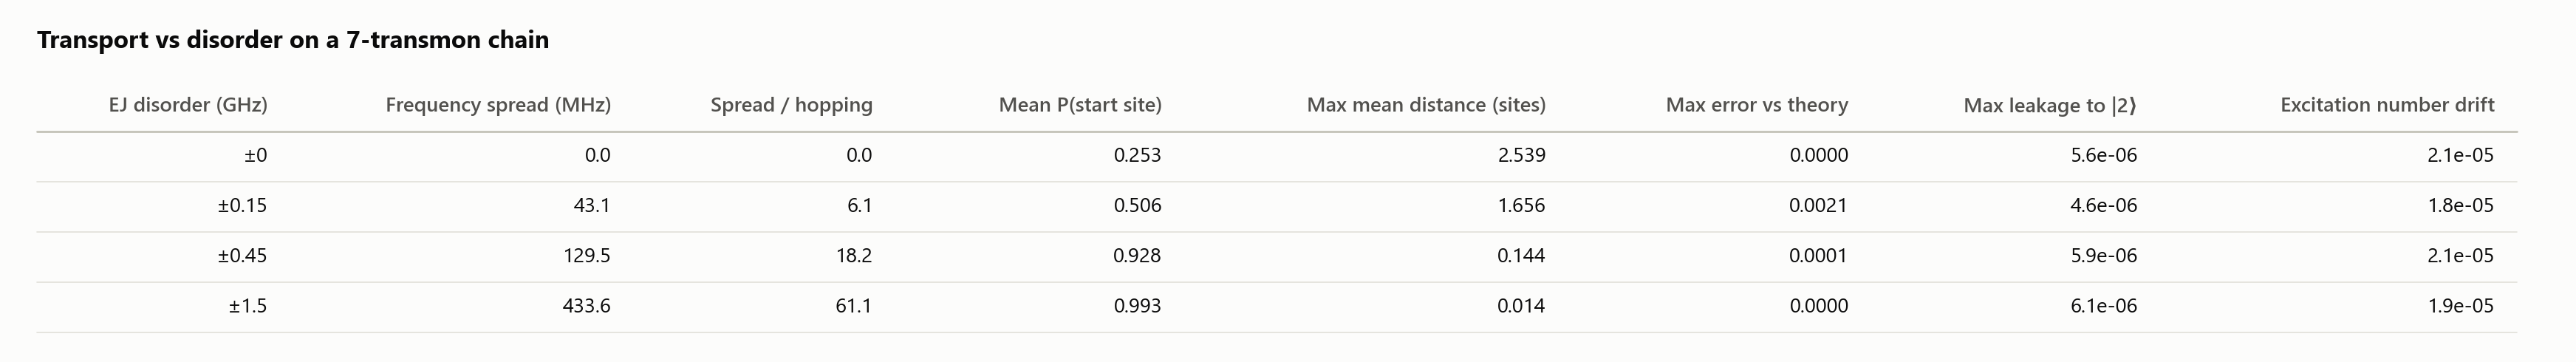 Transport vs disorder on a 7-transmon chain
EJ disorder (GHz) Frequency spread (MHz) Spread / hopping Mean P(start site) Max mean distance (sites) Max error vs theory Max leakage to |2⟩ Excitation number drift
±0 0.0 0.0 0.253 2.539 0.0000 5.6e-06 2.1e-05
±0.15 43.1 6.1 0.506 1.656 0.0021 4.6e-06 1.8e-05
±0.45 129.5 18.2 0.928 0.144 0.0001 5.9e-06 2.1e-05
±1.5 433.6 61.1 0.993 0.014 0.0000 6.1e-06 1.9e-05